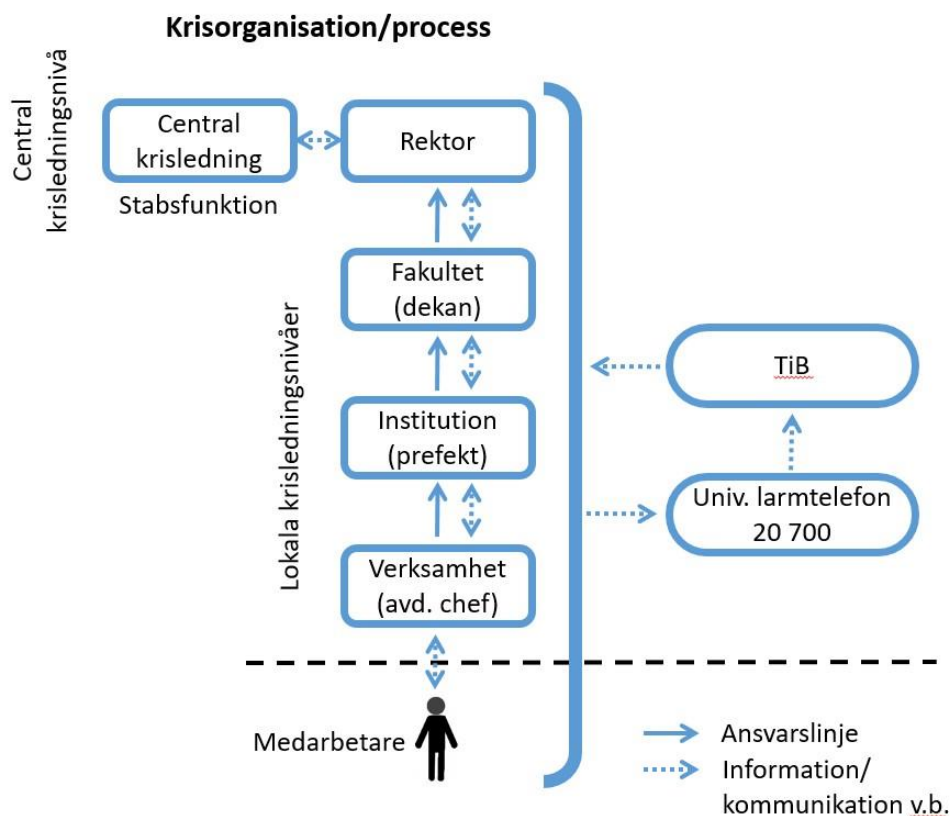 Krisorganisation/process
Central
krisledningsnivå
Central
krisledning
Rektor
Stabsfunktion
Lokala krisledningsnivåer
Fakultet
(dekan)
TiB
Institution
(prefekt)
Univ. larmtelefon
20 700
Verksamhet
(avd. chef)
Medarbetare
Ansvarslinje
Information/
kommunikation v.b.